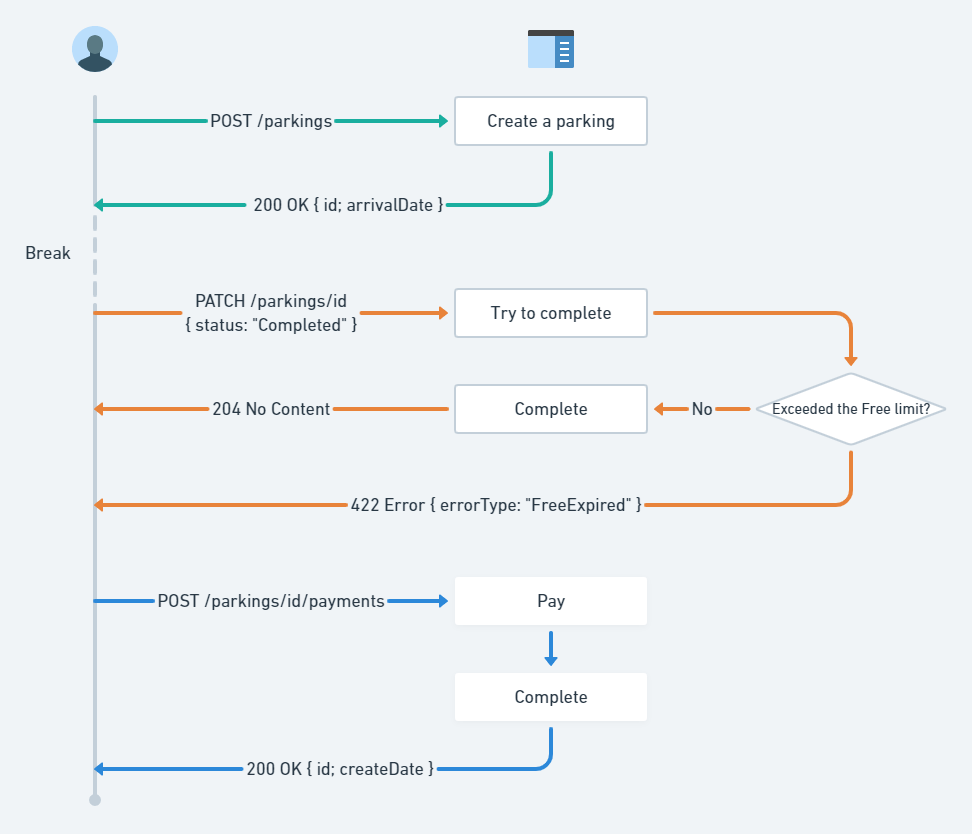 POST /parkings
Create a parking
200 OK { id; arrivalDate }
Break
PATCH /parkings/id
{ status: "Completed" }
Try to complete
204 No Content
Complete
No
Exceeded the Free limit?
422 Error { errorType: "FreeExpired" }
POST /parkings/id/payments
Pay
Complete
200 OK { id; createDate }